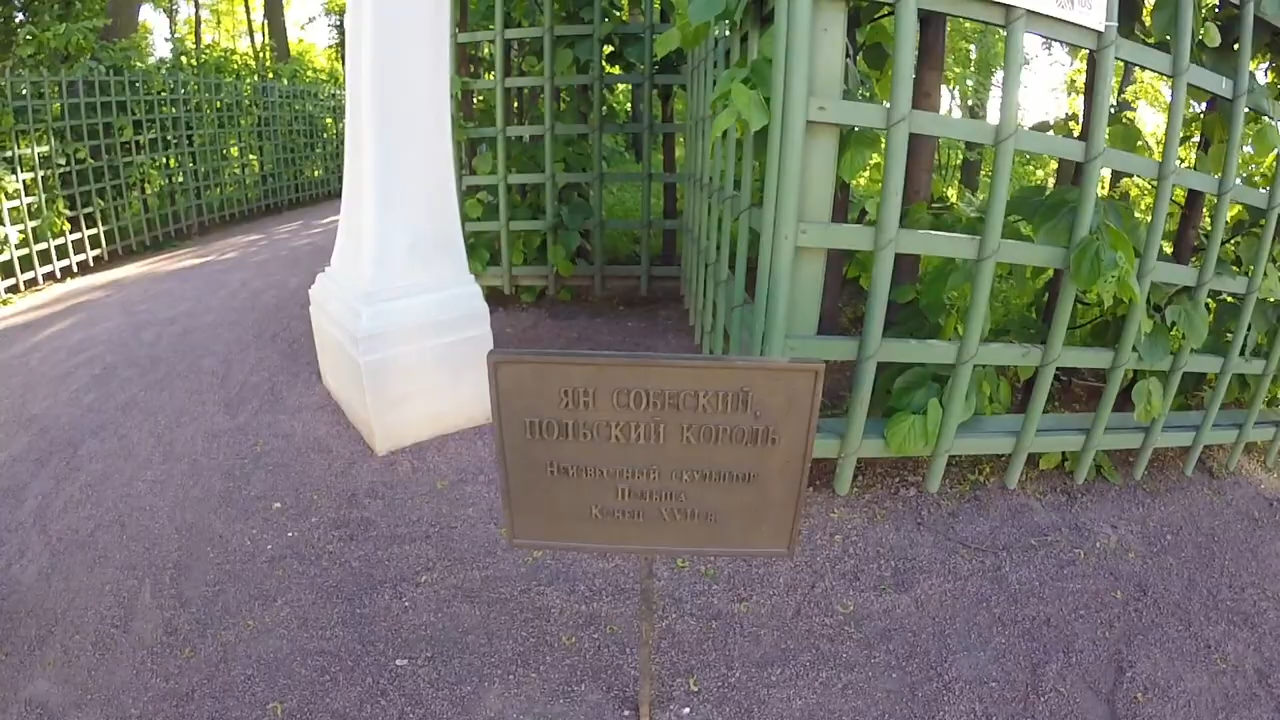 ЯН СОБЕСКИЙ,
ПОЛЬСКИЙ КОРОЛЬ
Неизвестный скульптор
Польша
Конец XVII в.